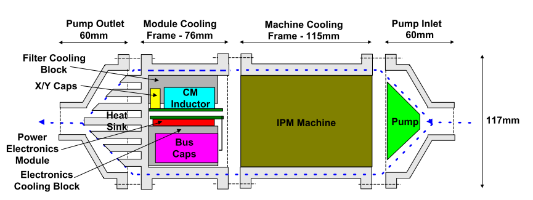 Pump Outlet
60mm
Module Cooling
Frame - 76mm
Machine Cooling
Frame - 115mm
Pump Inlet
60mm
Filter Cooling
Block
X/Y Caps
CM
Inductor
Heat
Sink
Power
Electronics
Module
Bus
Caps
Electronics
Cooling Block
IPM Machine
Pump
117mm